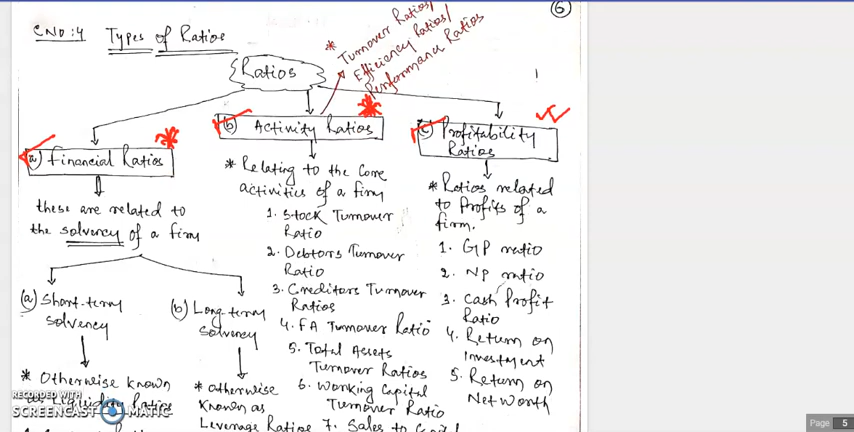 6
C NO:4 Types of Ratios
* Turnover Ratios/
Efficiency Ratios/
Performance Ratios
Ratios
(a) Financial Ratios
these are related to
the solvency of a firm
(a) Short-term
solvency
* Otherwise known
as Liquidity Ratios
(b) Long-term
solvency
* otherwise
known as
Leverage Ratios
(b) Activity Ratios
* Relating to the core
activities of a firm
1. Stock Turnover
Ratio
2. Debtors Turnover
Ratio
3. Creditors Turnover
Ratios
4. FA Turnover Ratio
5. Total Assets
Turnover Ratios
6. Working Capital
Turnover Ratio
7. Sales to
(c) Profitability
Ratios
* Ratios related
to Profits of a
firm.
1. GP ratio
2. NP ratio
3. Cash Profit
Ratio
4. Return on
Investment
5. Return on
Networth
RECORDED WITH
SCREENCAST MATIC
Page 5